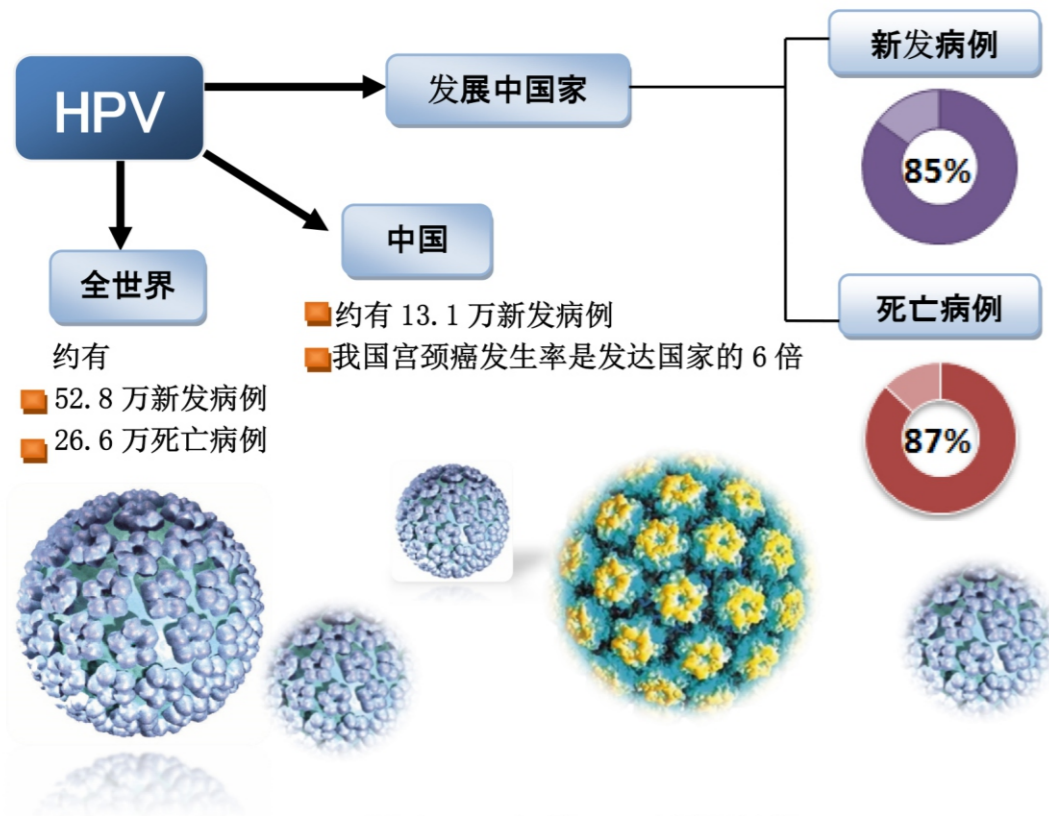 HPV
发展中国家
新发病例
85%
死亡病例
87%
中国
约有 13.1 万新发病例
我国宫颈癌发生率是发达国家的 6 倍
全世界
约有
52.8 万新发病例
26.6 万死亡病例